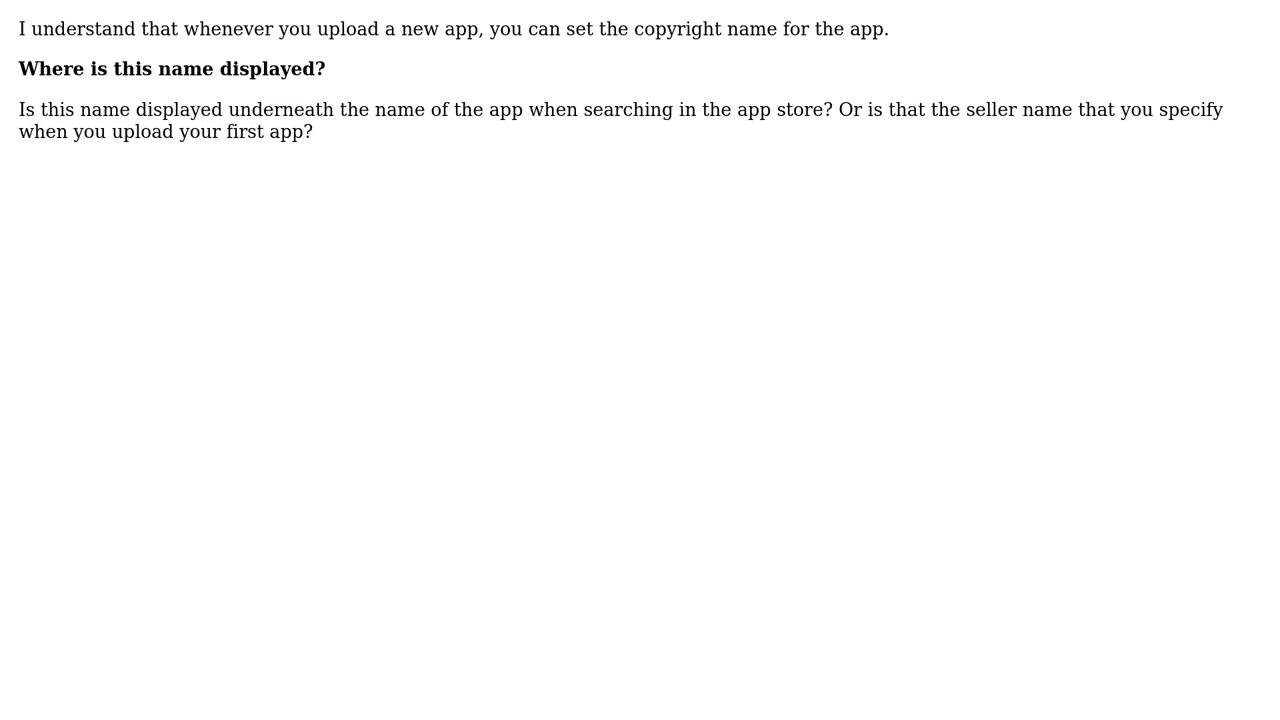 I understand that whenever you upload a new app, you can set the copyright name for the app.
Where is this name displayed?
Is this name displayed underneath the name of the app when searching in the app store? Or is that the seller name that you specify
when you upload your first app?